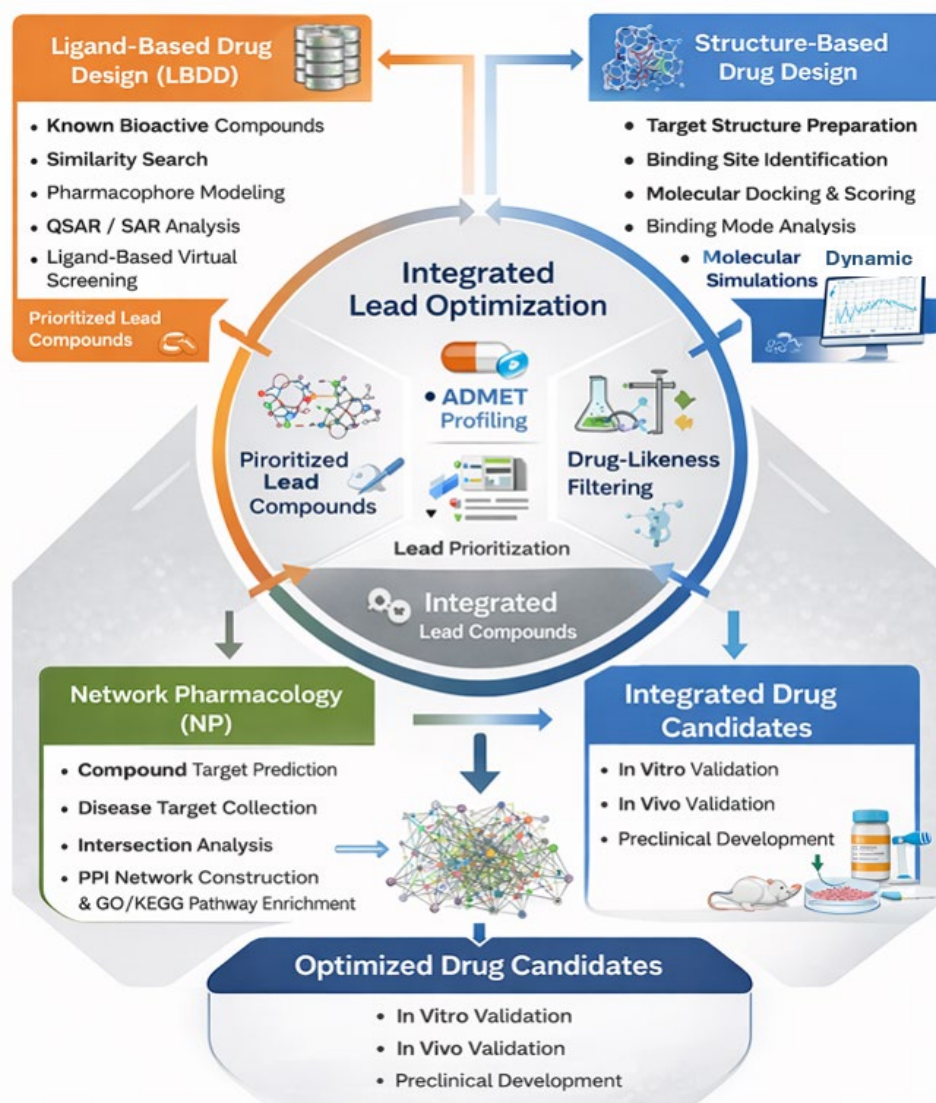 Ligand-Based Drug
Design (LBDD)
• Known Bioactive Compounds
• Similarity Search
• Pharmacophore Modeling
• QSAR / SAR Analysis
• Ligand-Based Virtual
Screening
Prioritized Lead
Compounds
Structure-Based
Drug Design
• Target Structure Preparation
• Binding Site Identification
• Molecular Docking & Scoring
• Binding Mode Analysis
• Molecular Dynamic
Simulations
Integrated
Lead Optimization
• ADMET
Profiling
Piroritized
Lead
Compounds
Drug-Likeness
Filtering
Lead Prioritization
Integrated
Lead Compounds
Network Pharmacology
(NP)
• Compound Target Prediction
• Disease Target Collection
• Intersection Analysis
• PPI Network Construction
& GO/KEGG Pathway Enrichment
Integrated Drug
Candidates
• In Vitro Validation
• In Vivo Validation
• Preclinical Development
Optimized Drug Candidates
• In Vitro Validation
• In Vivo Validation
• Preclinical Development